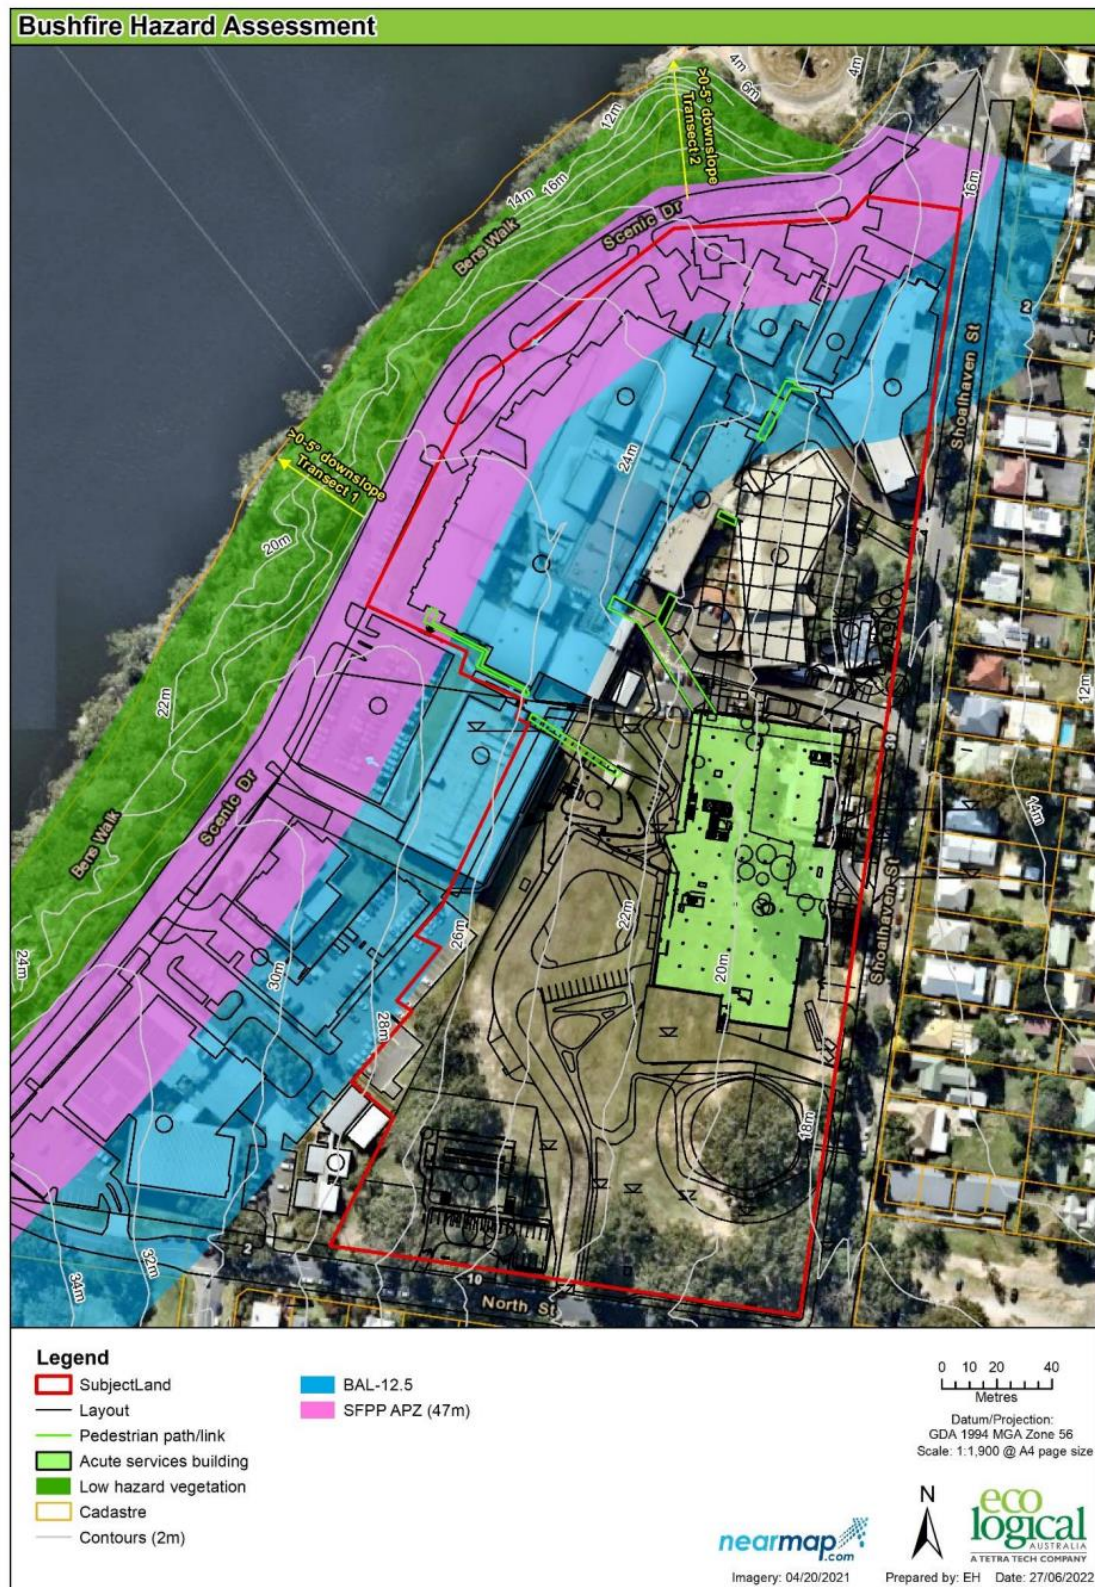 Bushfire Hazard Assessment
4m
6m
4m
12m
>0-5° downslope
Transect 2
14m
16m
16m
Bens Walk
Scenic Dr
2
Shoalhaven St
24m
>0-5° downslope
Transect 1
20m
22m
12m
30
14m
Scenic Dr
Bens Walk
26m
22m
20m
Shoalhaven St
24m
30m
28m
18m
2
32m
34m
10
North St
Legend
SubjectLand
Layout
Pedestrian path/link
Acute services building
Low hazard vegetation
Cadastre
Contours (2m)
BAL-12.5
SFPP APZ (47m)
0 10 20 40
Metres
Datum/Projection:
GDA 1994 MGA Zone 56
Scale: 1:1,900 @ A4 page size
nearmap.com
N
eco
logical
AUSTRALIA
A TETRA TECH COMPANY
Imagery: 04/20/2021
Prepared by: EH Date: 27/06/2022